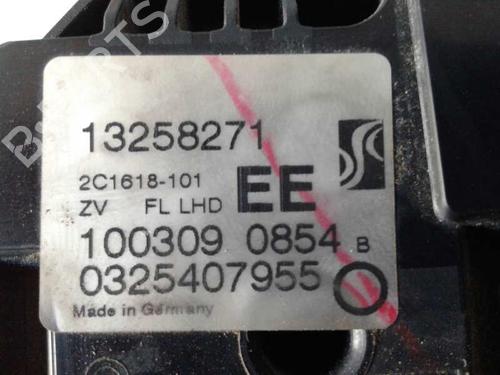 13258271
2C1618-101
EE
ZV FL LHD
100309 0854 B
0325407955
Made in Germany